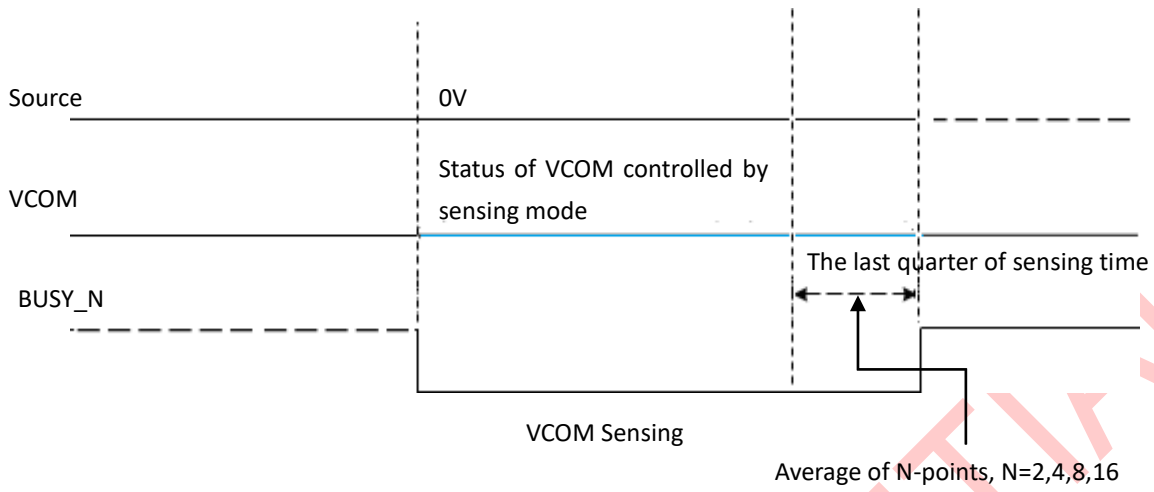 Source
0V
Status of VCOM controlled by
sensing mode
VCOM
The last quarter of sensing time
BUSY_N
VCOM Sensing
Average of N-points, N=2,4,8,16